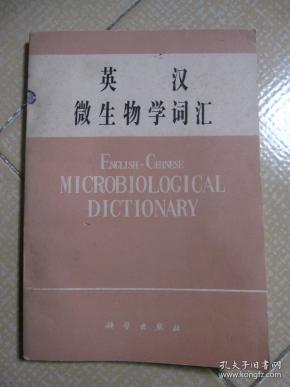 英 汉
微生物学词汇
ENGLISH-CHINESE
MICROBIOLOGICAL
DICTIONARY
科学出版社
孔夫子旧书网